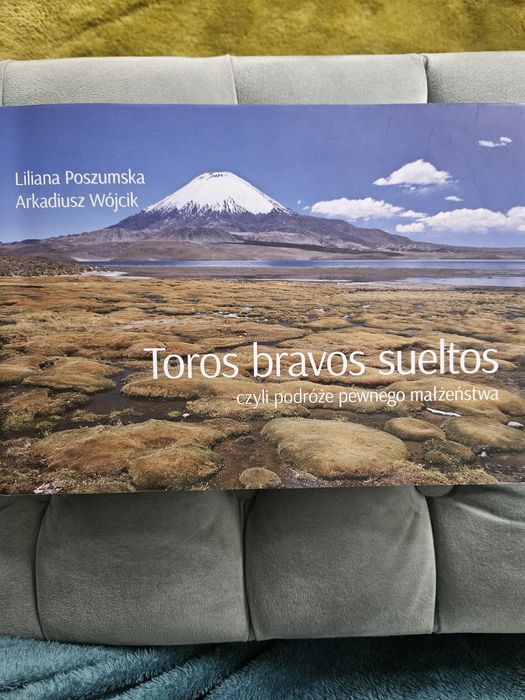 Liliana Poszumska
Arkadiusz Wójcik
Toros bravos sueltos
czyli podróże pewnego małżeństwa